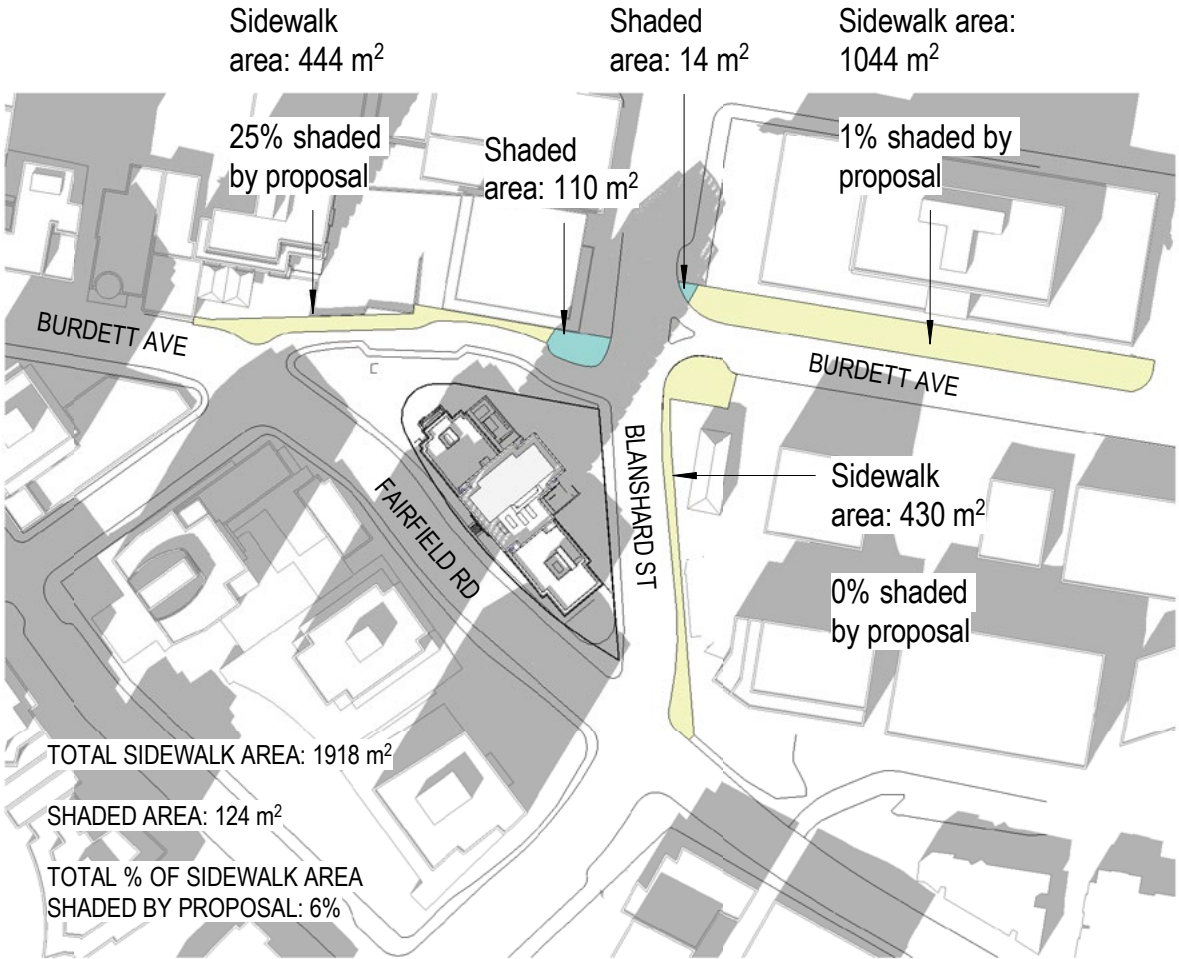 Sidewalk
area: 444 m²
Shaded
area: 14 m²
Sidewalk area:
1044 m²
25% shaded
by proposal
Shaded
area: 110 m²
1% shaded by
proposal
BURDETT AVE
BURDETT AVE
FAIRFIELD RD
BLANSHARD ST
Sidewalk
area: 430 m²
0% shaded
by proposal
TOTAL SIDEWALK AREA: 1918 m²
SHADED AREA: 124 m²
TOTAL % OF SIDEWALK AREA
SHADED BY PROPOSAL: 6%